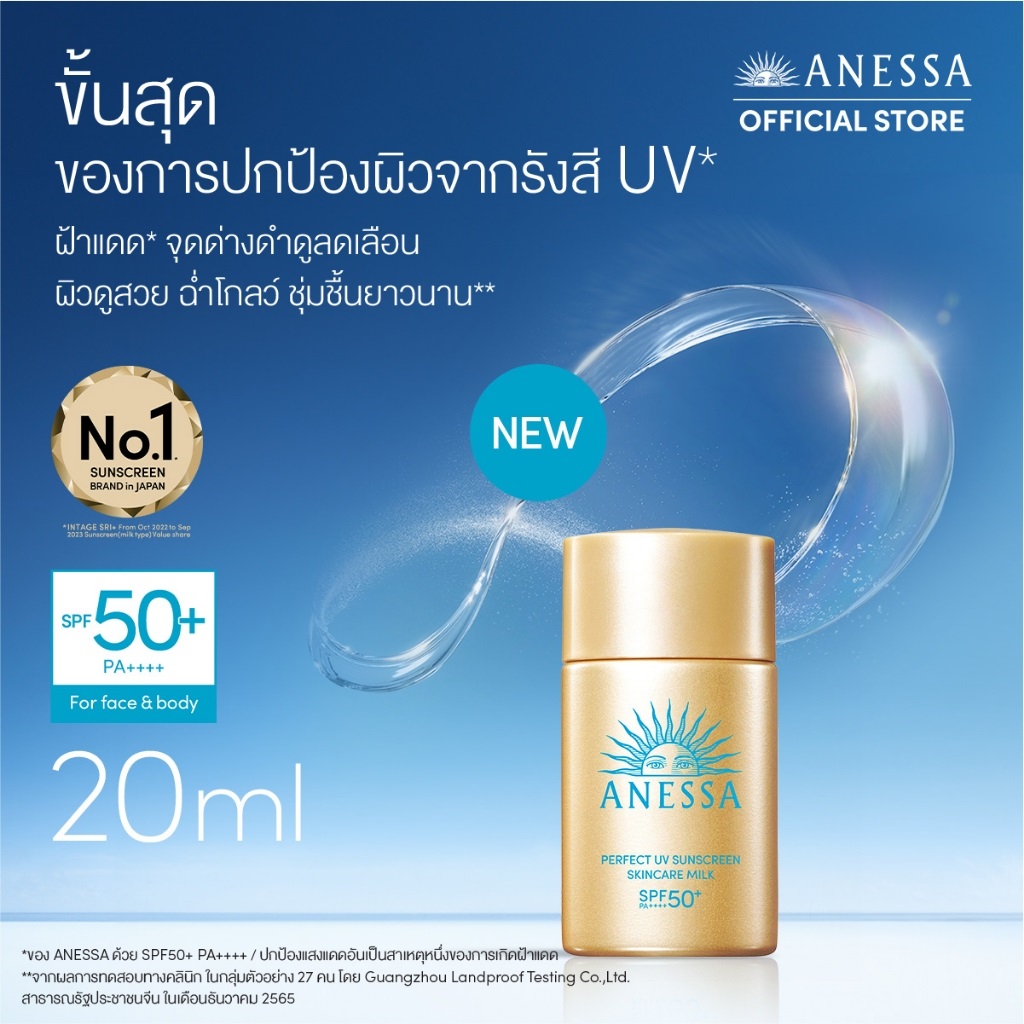 ขั้นสุด
ของการปกป้องผิวจากรังสี UV*
ฝ้าแดด* จุดด่างดำดูลดเลือน
ผิวดูสวย ฉ่ำโกลว์ ชุ่มชื้นยาวนาน**
ANESSA
OFFICIAL STORE
No.1.
SUNSCREEN
BRAND in JAPAN
*INTAGE SRI+ From Oct 2022 to Sep
2023 Sunscreen(milk type) Value share
NEW
SPF 50+
PA++++
For face & body
20ml
ANESSA
PERFECT UV SUNSCREEN
SKINCARE MILK
SPF 50+
PA++++
*ของ ANESSA ด้วย SPF50+ PA++++ / ปกป้องแสงแดดอันเป็นสาเหตุหนึ่งของการเกิดฝ้าแดด
**จากผลการทดสอบทางคลินิก ในกลุ่มตัวอย่าง 27 คน โดย Guangzhou Landproof Testing Co.,Ltd.
สาธารณรัฐประชาชนจีน ในเดือนธันวาคม 2565